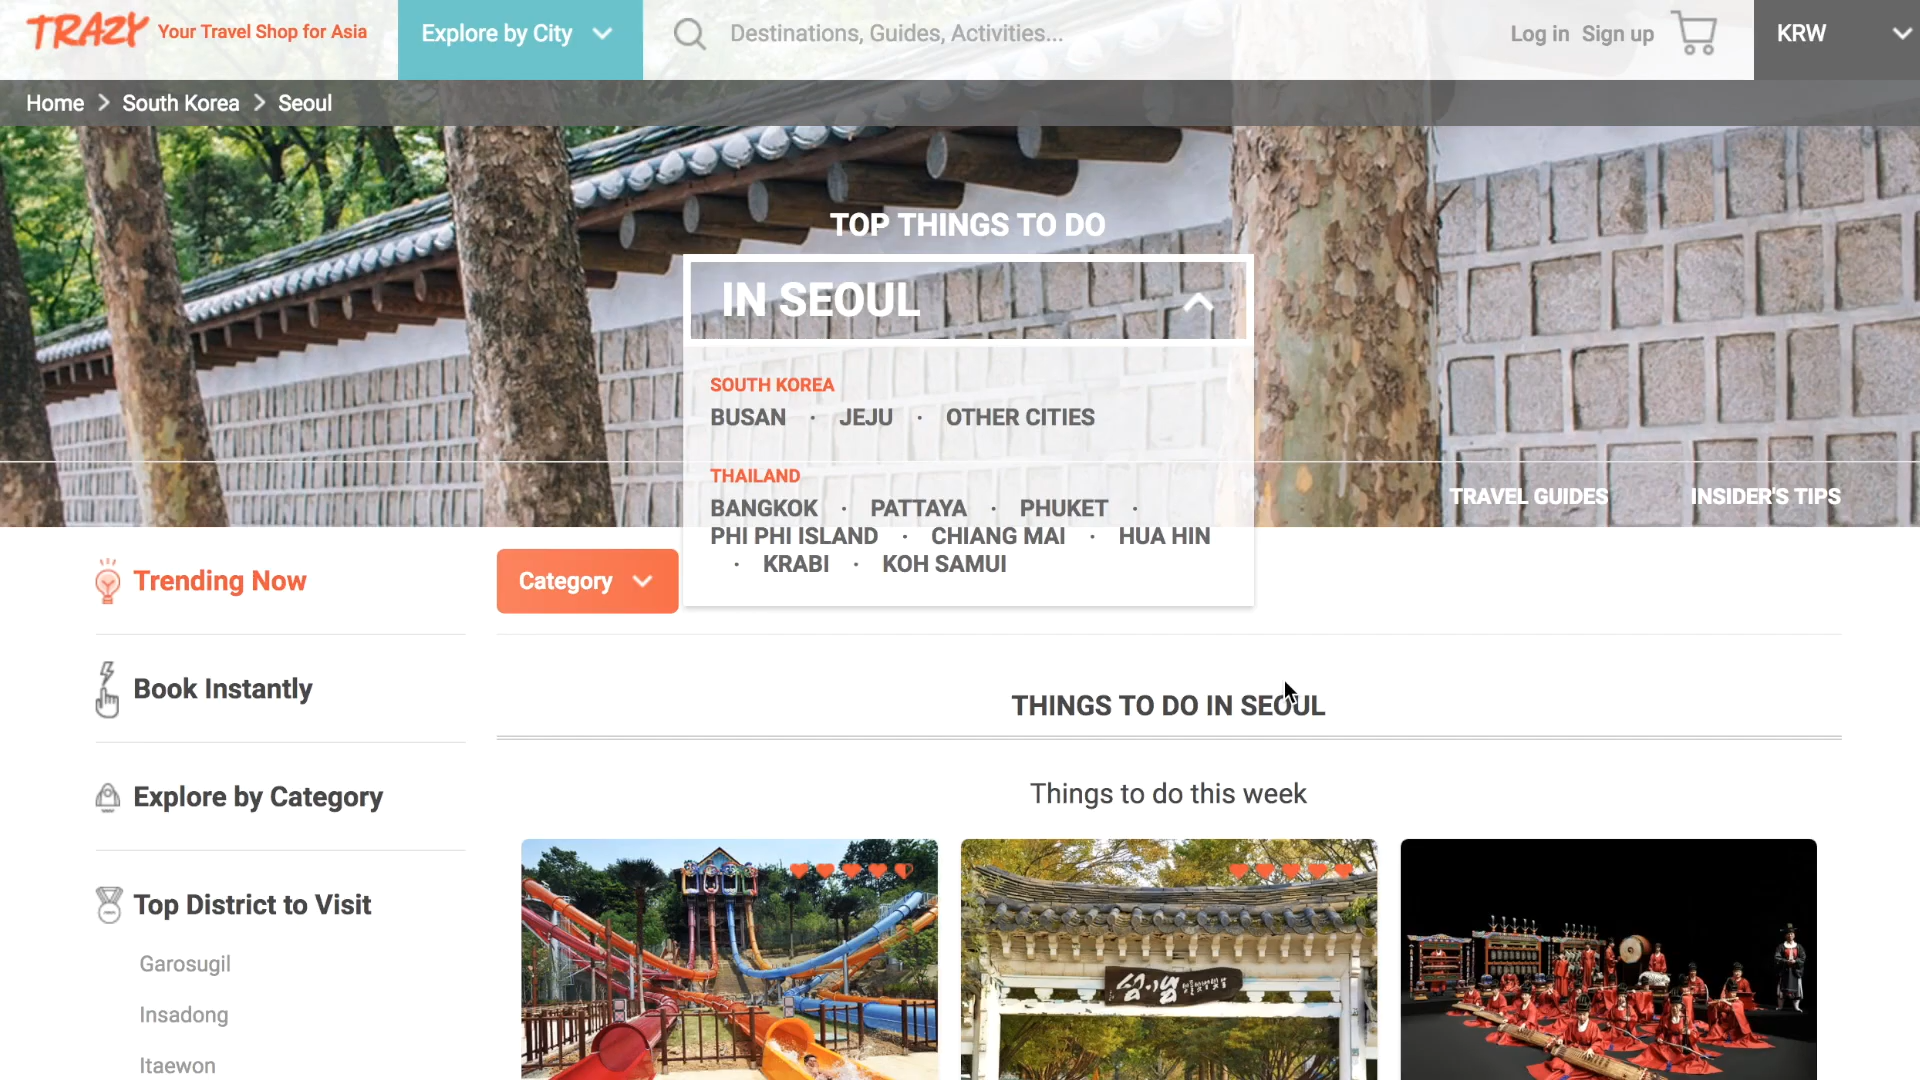 TRAZY Your Travel Shop for Asia
Explore by City
Destinations, Guides, Activities...
Log in Sign up
KRW
Home > South Korea > Seoul
TOP THINGS TO DO
IN SEOUL
SOUTH KOREA
BUSAN · JEJU · OTHER CITIES
THAILAND
BANGKOK · PATTAYA · PHUKET ·
PHI PHI ISLAND · CHIANG MAI · HUA HIN
· KRABI · KOH SAMUI
TRAVEL GUIDES
INSIDER'S TIPS
Trending Now
Book Instantly
Explore by Category
Top District to Visit
Garosugil
Insadong
Itaewon
Category
THINGS TO DO IN SEOUL
Things to do this week